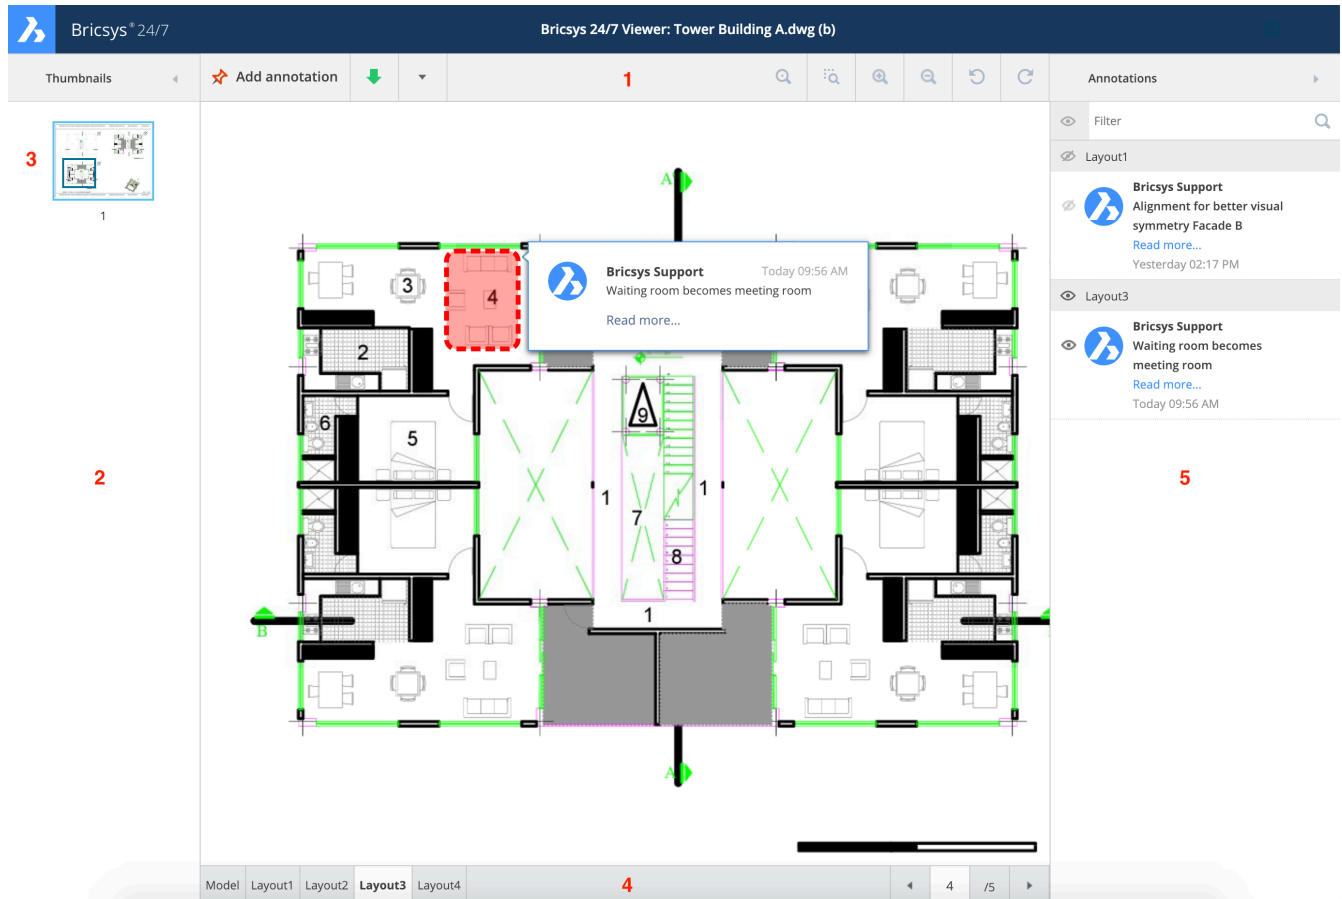 Bricsys® 24/7
Bricsys 24/7 Viewer: Tower Building A.dwg (b)
Thumbnails
Add annotation
1
Annotations
3
1
2
Filter
Layout1
Bricsys Support
Alignment for better visual
symmetry Facade B
Read more...
Yesterday 02:17 PM
Layout3
Bricsys Support
Waiting room becomes
meeting room
Read more...
Today 09:56 AM
5
A
3
4
Bricsys Support
Today 09:56 AM
Waiting room becomes meeting room
Read more...
2
9
6
5
1
1
7
8
1
B
A
Model
Layout1
Layout2
Layout3
Layout4
4
4
/5